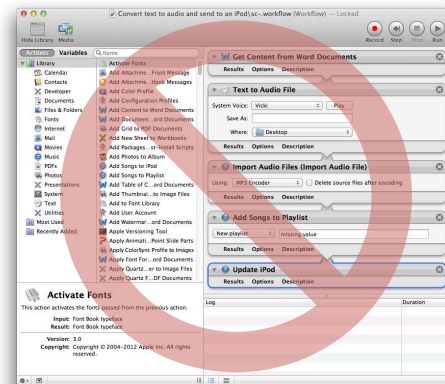 Convert text to audio and send to an iPod\sc-.workflow (Workflow) — Locked
Hide Library
Media
Record
Step
Stop
Run
Actions
Variables
Name
Library
Calendar
Contacts
Developer
Documents
Files & Folders
Fonts
Internet
Mail
Movies
Music
PDFs
Photos
Presentations
System
Text
Utilities
Most Used
Recently Added
Activate Fonts
Add Attachme...Front Message
Add Attachme...ook Messages
Add Color Profile
Add Configuration Profiles
Add Content to Word Documents
Add Document...ord Documents
Add Grid to PDF Documents
Add New Sheet to Workbooks
Add Packages...st-Install Scripts
Add Photos to Album
Add Songs to iPod
Add Songs to Playlist
Add Table of C...ord Documents
Add Thumbnai...to Image Files
Add to Font Library
Add User Account
Add Watermar...ord Documents
Apply Versioning Tool
Apply Animati...Point Slide Parts
Apply ColorSync Profile to Images
Apply Font For...ord Documents
Apply Quartz...er to Image Files
Apply Quartz F...DF Documents
Get Content from Word Documents
Results Options Description
Text to Audio File
System Voice: Vicki Play
Save As:
Where: Desktop
Results Options Description
Import Audio Files (Import Audio File)
Using: MP3 Encoder Delete source files after encoding
Results Options Description
Add Songs to Playlist
New playlist missing value
Results Options Description
Update iPod
Results Options Description
Log Duration
Activate Fonts
This action activates the fonts passed from the previous action.
Input: Font Book typeface
Result: Font Book typeface
Version: 3.0
Copyright: Copyright © 2004–2012 Apple Inc. All rights
reserved.